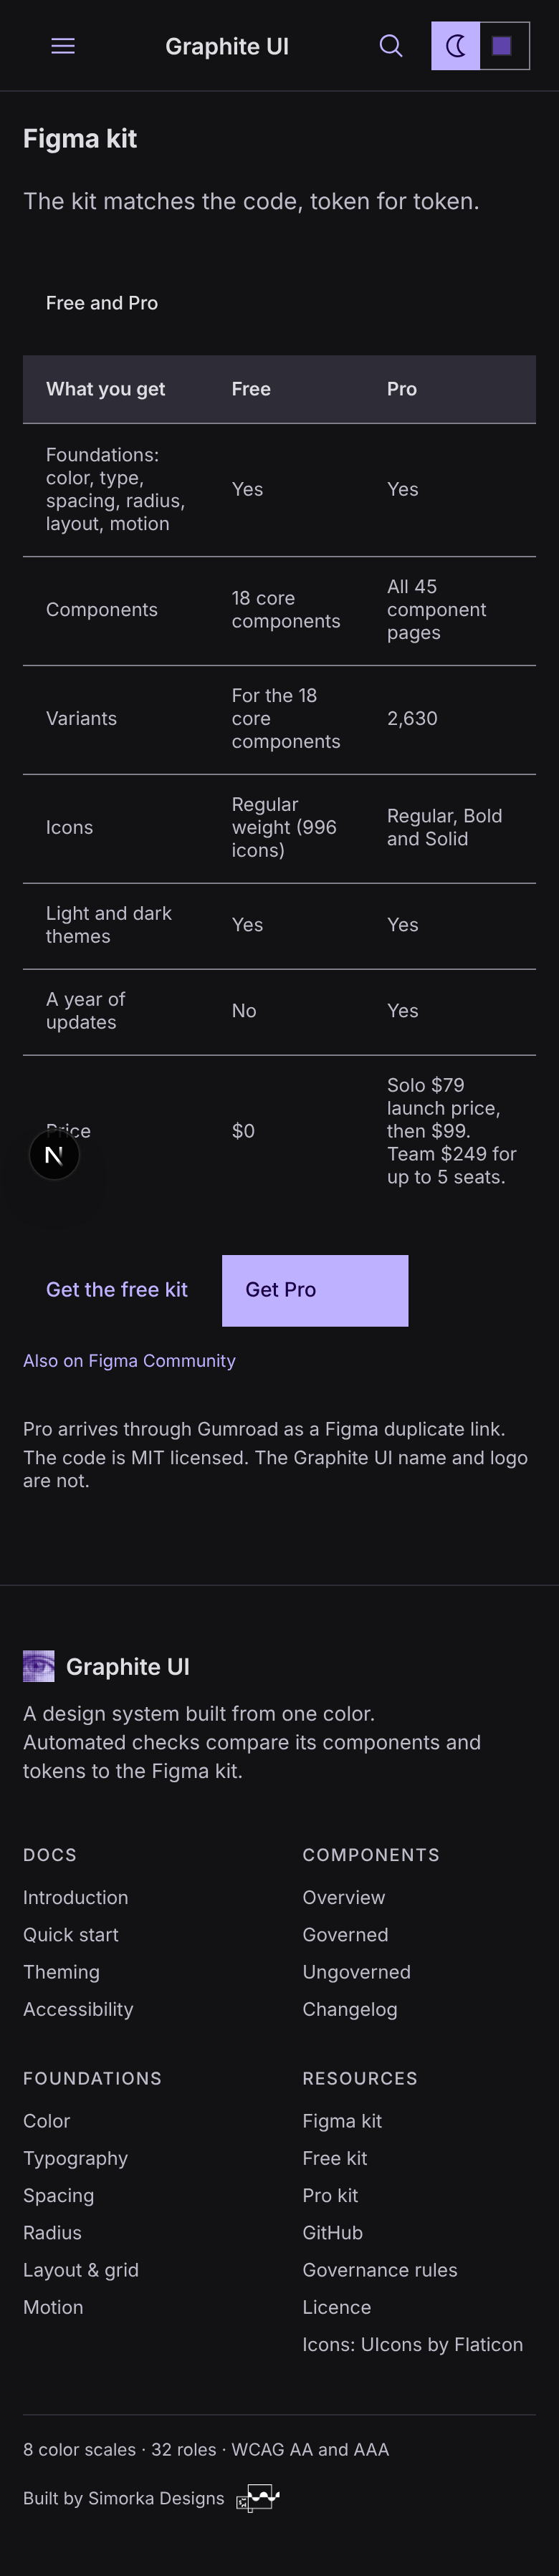 Graphite UI
Figma kit
The kit matches the code, token for token.
Free and Pro
What you get Free Pro
Foundations:
color, type,
spacing, radius,
layout, motion
Yes
Yes
Components
18 core
components
All 45
component
pages
Variants
For the 18
core
components
2,630
Icons
Regular
weight (996
icons)
Regular, Bold
and Solid
Light and dark
themes
Yes
Yes
A year of
updates
No
Yes
Price
$0
Solo $79
launch price,
then $99.
Team $249 for
up to 5 seats.
N
Get the free kit
Get Pro
Also on Figma Community
Pro arrives through Gumroad as a Figma duplicate link.
The code is MIT licensed. The Graphite UI name and logo
are not.
Graphite UI
A design system built from one color.
Automated checks compare its components and
tokens to the Figma kit.
DOCS
Introduction
Quick start
Theming
Accessibility
COMPONENTS
Overview
Governed
Ungoverned
Changelog
FOUNDATIONS
Color
Typography
Spacing
Radius
Layout & grid
Motion
RESOURCES
Figma kit
Free kit
Pro kit
GitHub
Governance rules
Licence
Icons: UIcons by Flaticon
8 color scales · 32 roles · WCAG AA and AAA
Built by Simorka Designs